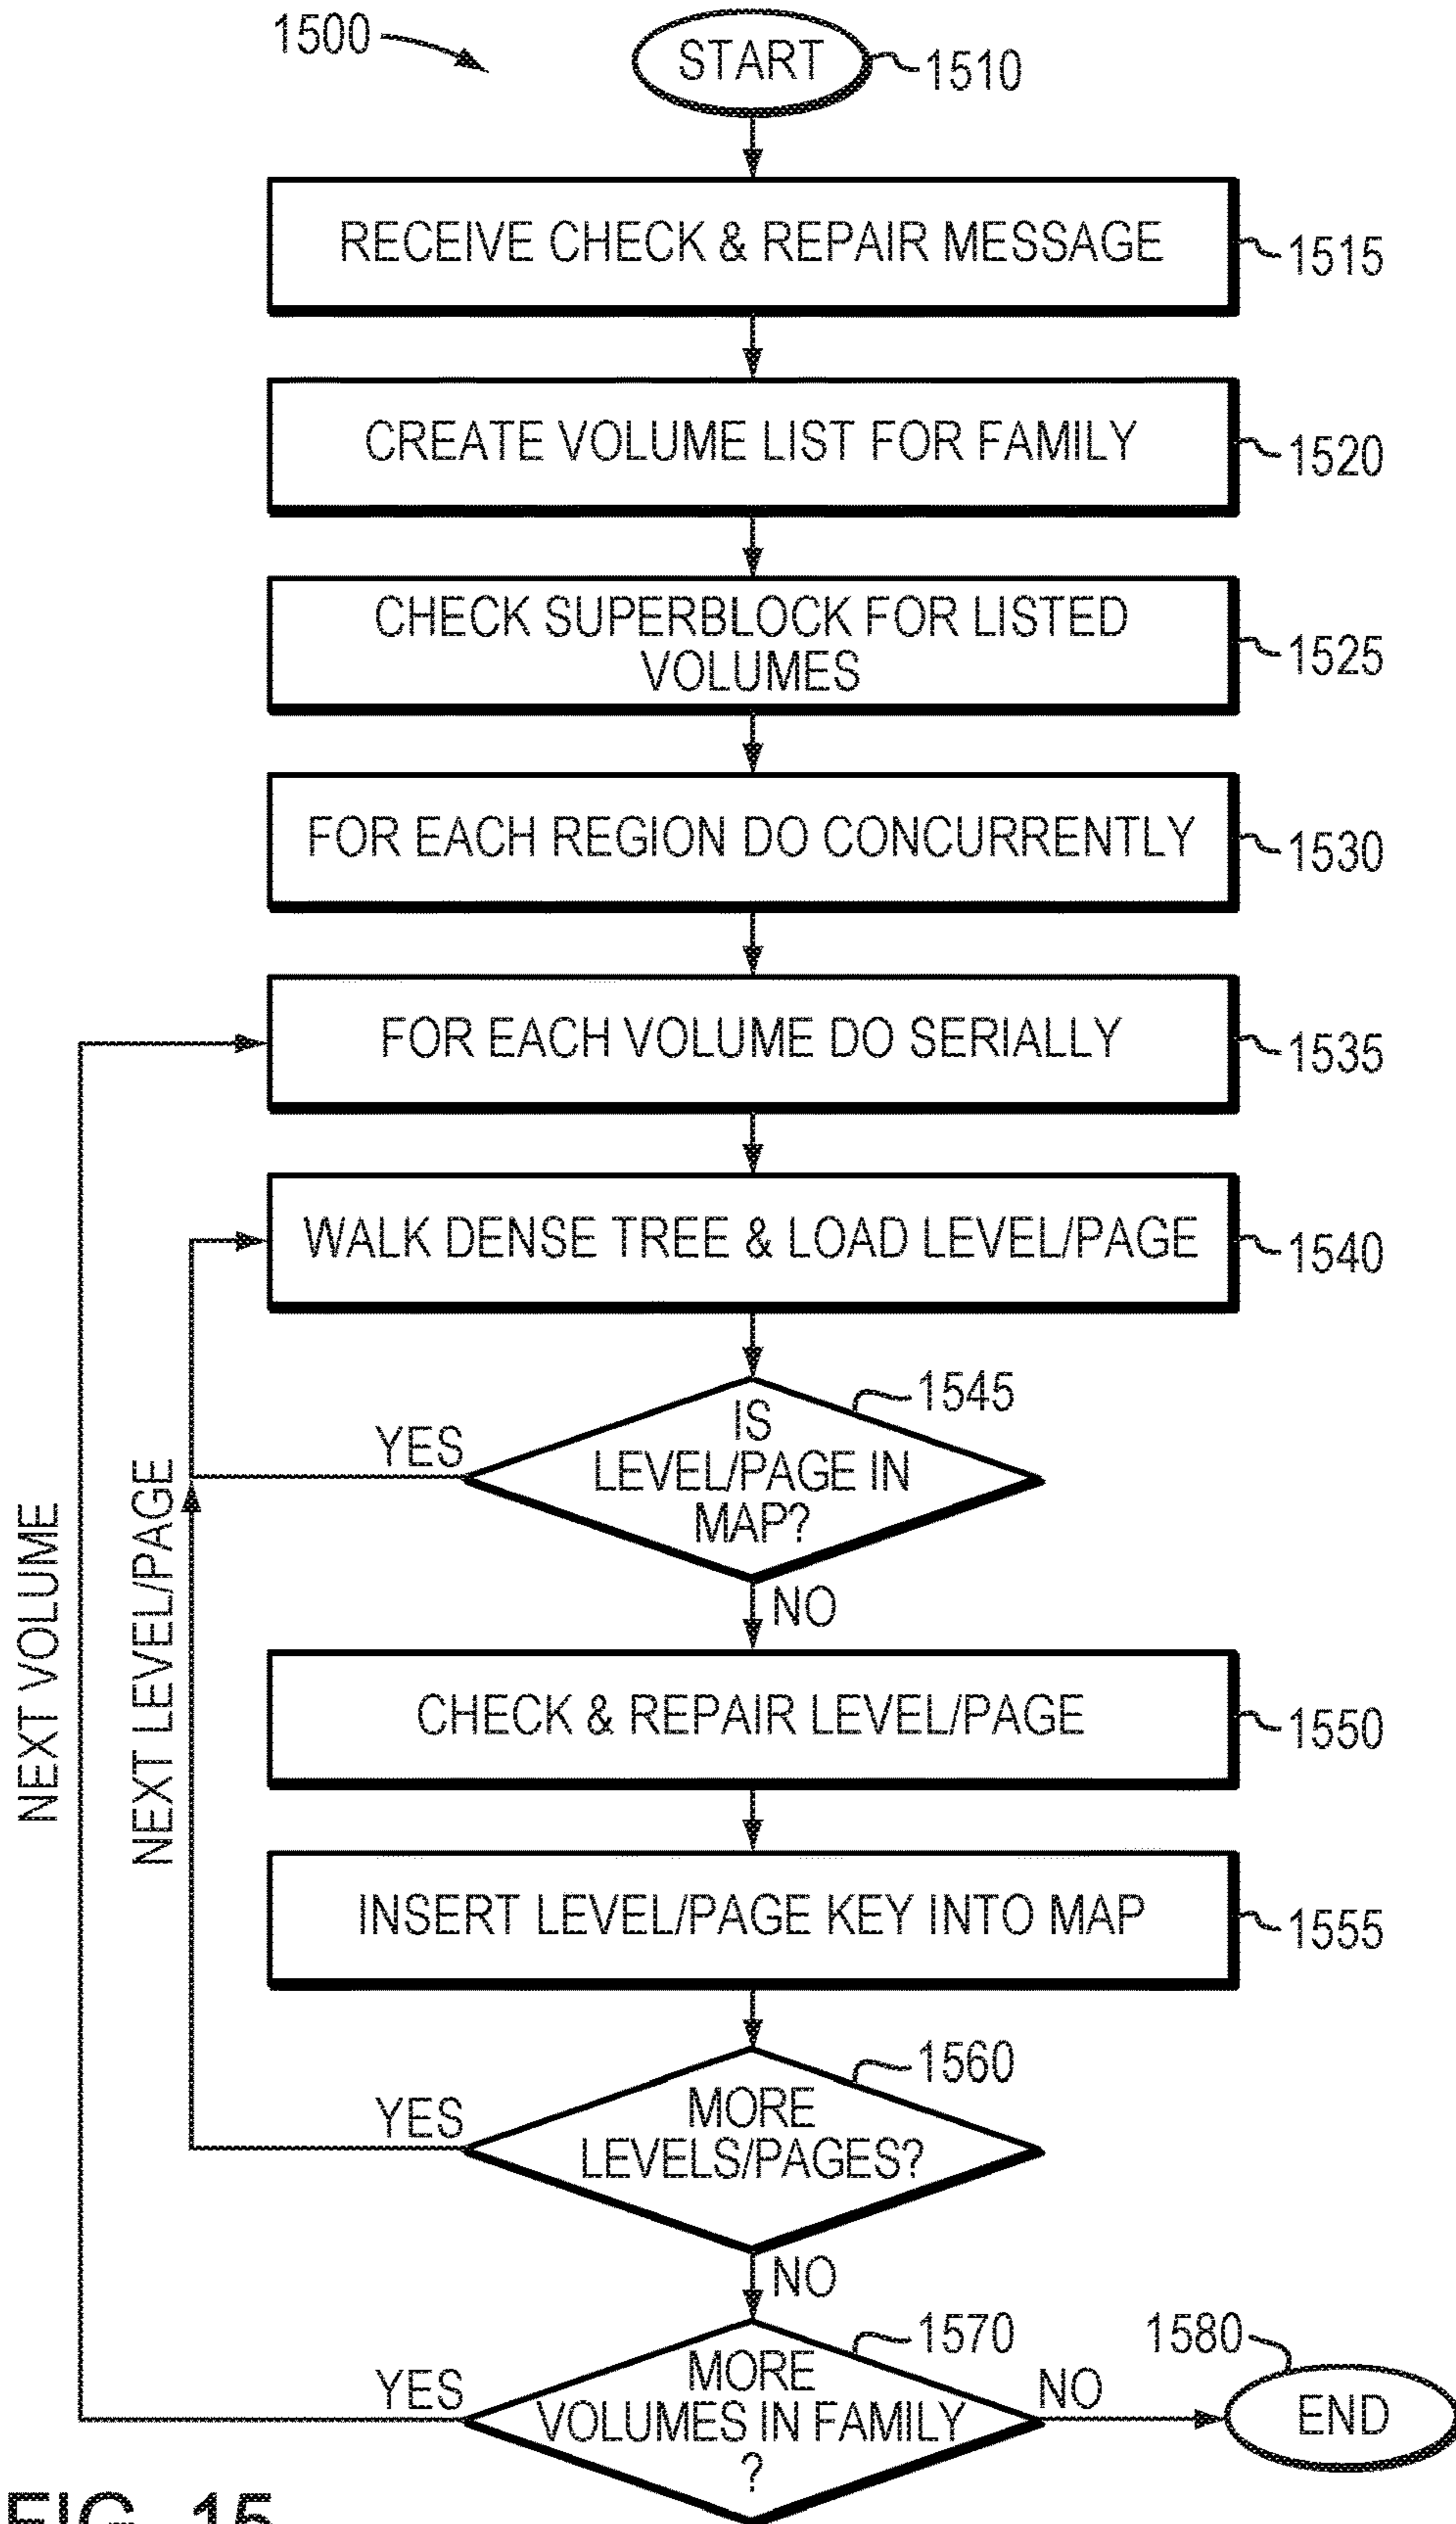 1500
START
1510
RECEIVE CHECK & REPAIR MESSAGE
1515
CREATE VOLUME LIST FOR FAMILY
1520
CHECK SUPERBLOCK FOR LISTED
VOLUMES
1525
FOR EACH REGION DO CONCURRENTLY
1530
FOR EACH VOLUME DO SERIALLY
1535
WALK DENSE TREE & LOAD LEVEL/PAGE
1540
IS
LEVEL/PAGE IN
MAP?
1545
YES
NO
NEXT VOLUME
NEXT LEVEL/PAGE
CHECK & REPAIR LEVEL/PAGE
1550
INSERT LEVEL/PAGE KEY INTO MAP
1555
MORE
LEVELS/PAGES?
1560
YES
NO
MORE
VOLUMES IN FAMILY
?
1570
YES
NO
1580
END
FIG. 15